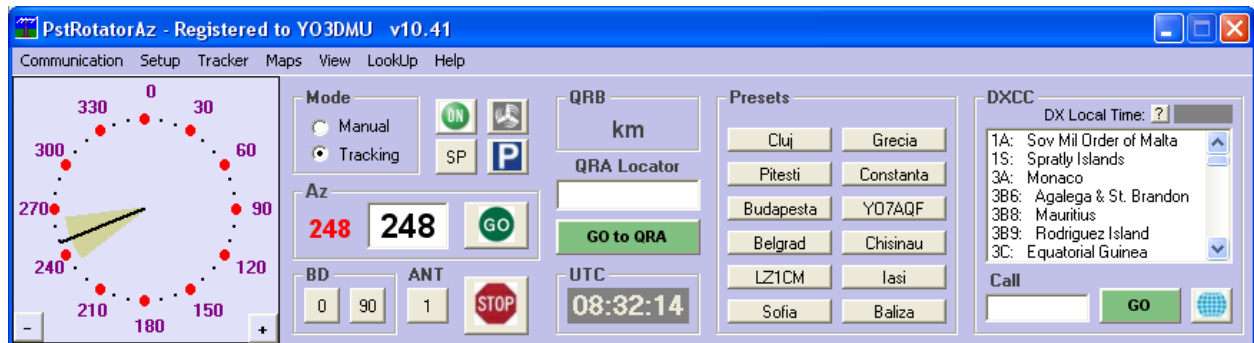 PstRotatorAz - Registered to YO3DMU v10.41
Communication Setup Tracker Maps View LookUp Help
0
30
60
90
120
150
180
210
240
270
300
330
-
+
Mode
Manual
Tracking
ON
SP
P
Az
248
248
GO
BD
0
90
ANT
1
STOP
QRB
km
QRA Locator
GO to QRA
UTC
08:32:14
Presets
Cluj
Grecia
Pitesti
Constanta
Budapesta
YO7AQF
Belgrad
Chisinau
LZ1CM
Iasi
Sofia
Baliza
DXCC
DX Local Time: ?
1A: Sov Mil Order of Malta
1S: Spratly Islands
3A: Monaco
3B6: Agalega & St. Brandon
3B8: Mauritius
3B9: Rodriguez Island
3C: Equatorial Guinea
Call
GO